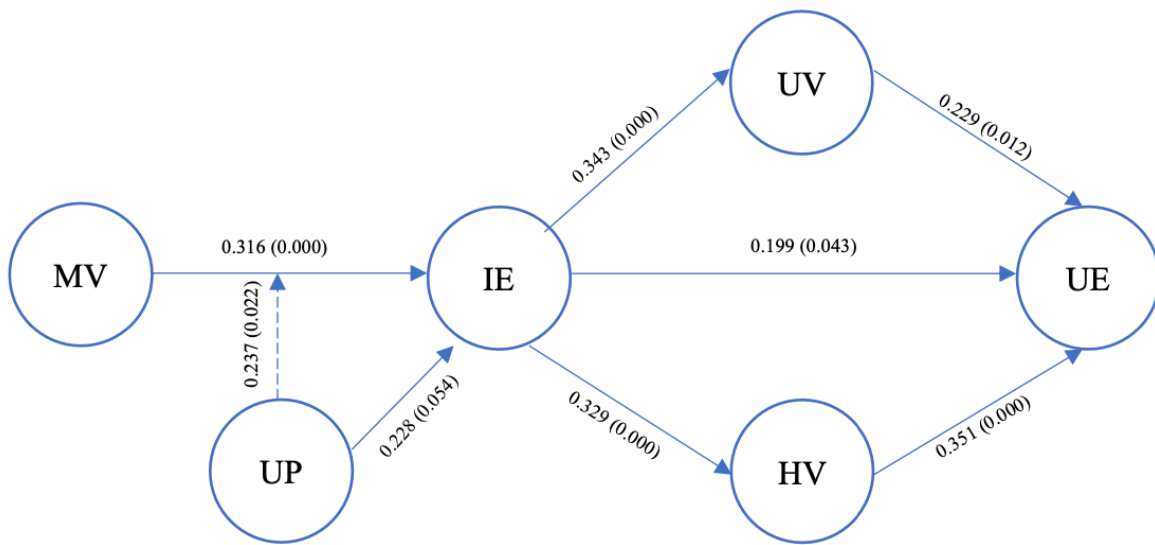 UV
0.343 (0.000)
0.229 (0.012)
MV
0.316 (0.000)
IE
0.199 (0.043)
UE
0.237 (0.022)
0.228 (0.054)
0.329 (0.000)
0.351 (0.000)
UP
HV